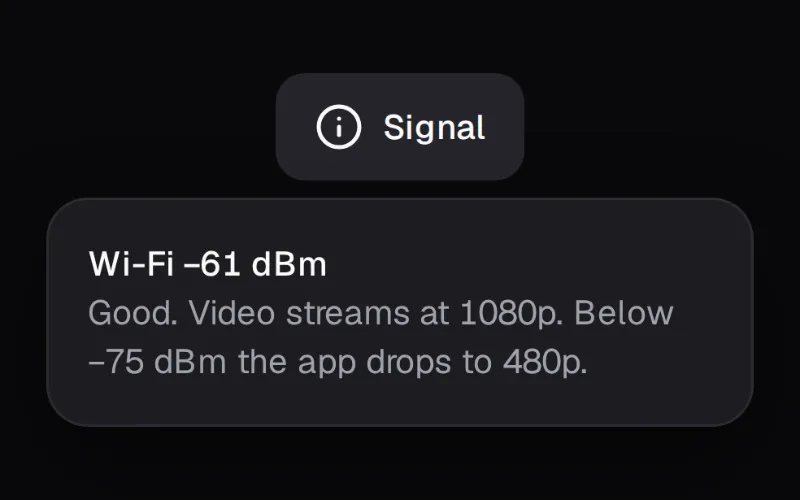 Signal
Wi-Fi –61 dBm
Good. Video streams at 1080p. Below
–75 dBm the app drops to 480p.